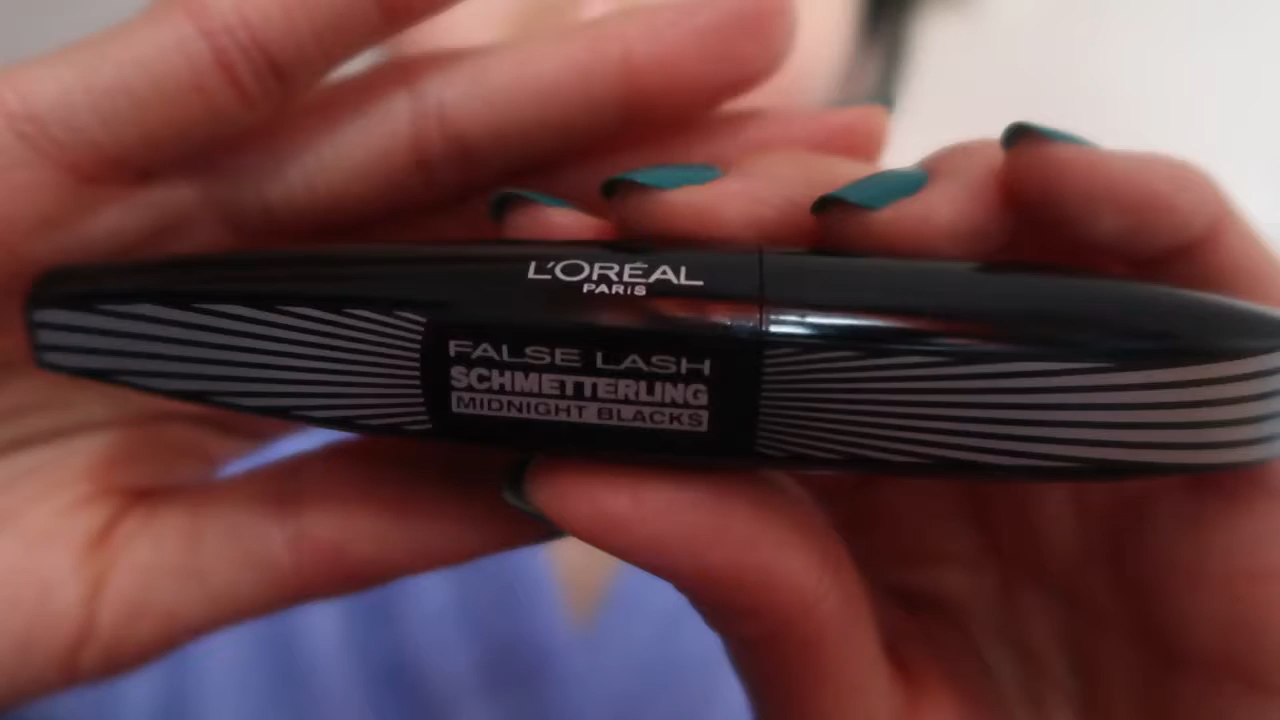 L'ORÉAL
PARIS
FALSE LASH
SCHMETTERLING
MIDNIGHT BLACKS